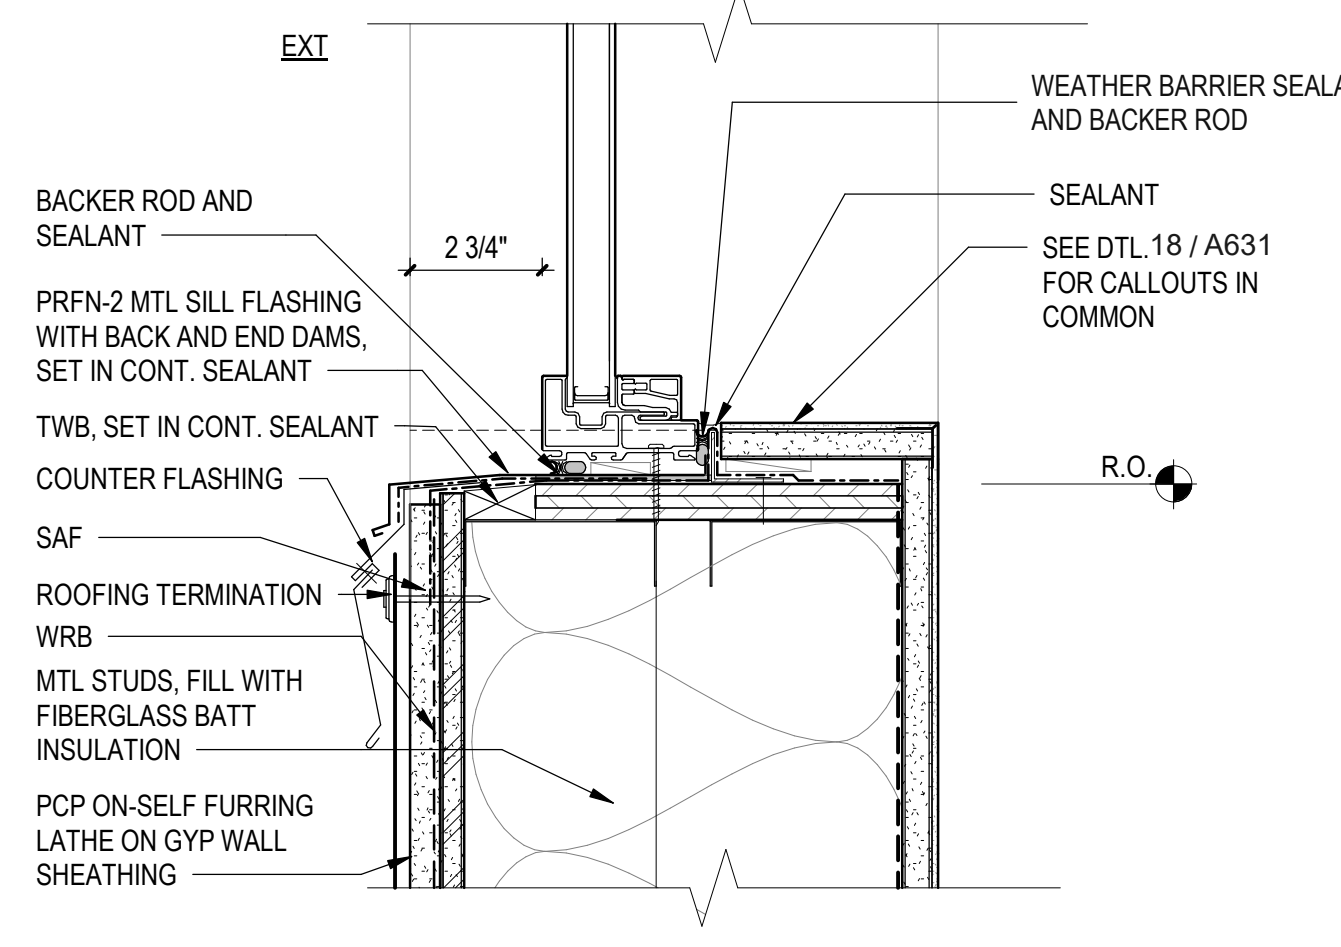 EXT
WEATHER BARRIER
AND BACKER ROD
BACKER ROD AND
SEALANT
SEALANT
2 3/4"
SEE DTL. 18 / A631
FOR CALLOUTS IN
COMMON
PRFN-2 MTL SILL FLASHING
WITH BACK AND END DAMS,
SET IN CONT. SEALANT
TWB, SET IN CONT. SEALANT
COUNTER FLASHING
R.O.
SAF
ROOFING TERMINATION
WRB
MTL STUDS, FILL WITH
FIBERGLASS BATT
INSULATION
PCP ON-SELF FURRING
LATHE ON GYP WALL
SHEATHING